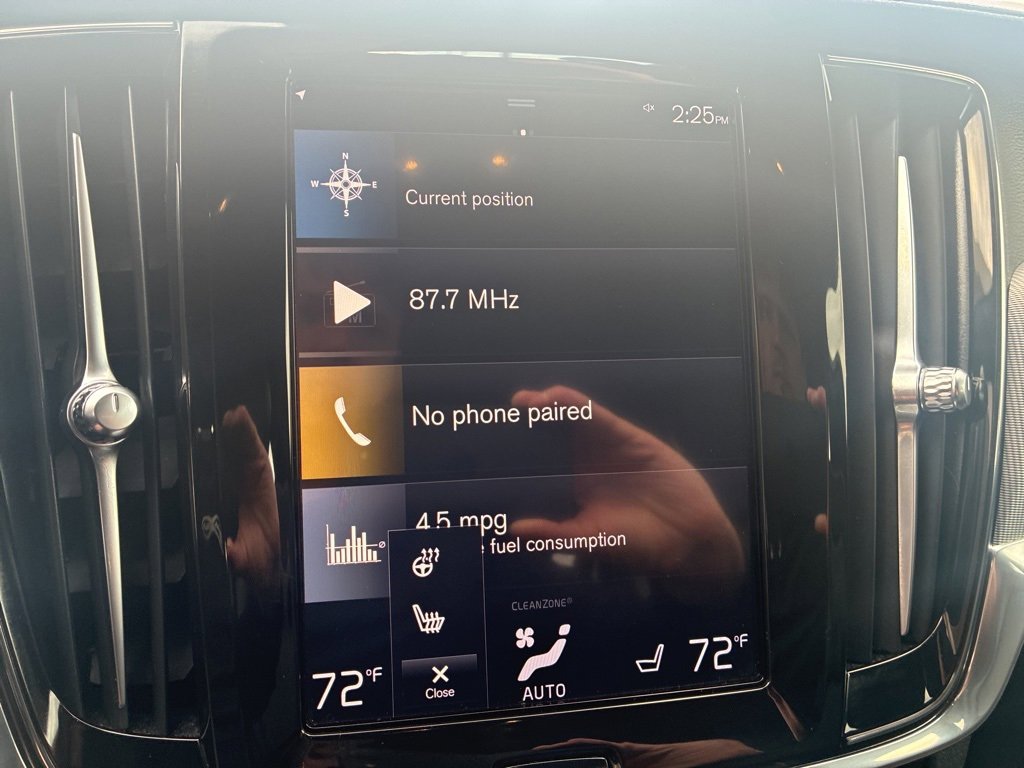 2:25PM
N
W E
S
Current position
87.7 MHz
No phone paired
4.5 mpg
fuel consumption
CLEANZONE
72°F
Close
AUTO
72°F